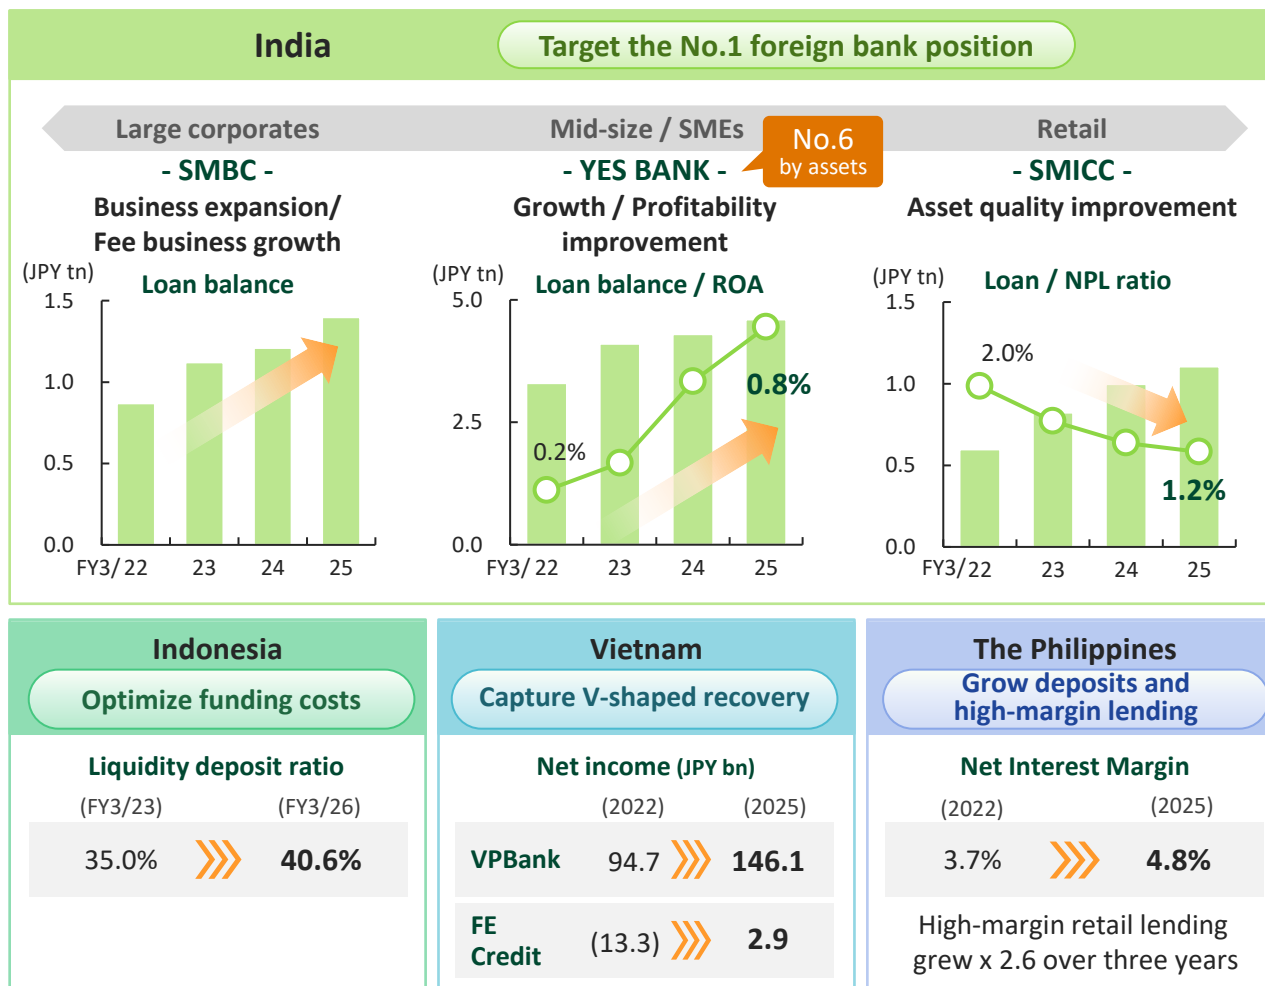 India
Target the No.1 foreign bank position
Large corporates
Mid-size / SMEs
Retail
No.6
by assets
- SMBC -
Business expansion/
Fee business growth
(JPY tn)
Loan balance
1.5
1.0
0.5
0.0
FY3/ 22
23
24
25
- YES BANK -
Growth / Profitability
improvement
(JPY tn)
Loan balance / ROA
5.0
2.5
0.0
0.2%
0.8%
FY3/ 22
23
24
25
- SMICC -
Asset quality improvement
(JPY tn)
Loan / NPL ratio
1.5
1.0
0.5
0.0
2.0%
1.2%
FY3/ 22
23
24
25
Indonesia
Optimize funding costs
Liquidity deposit ratio
(FY3/23)
(FY3/26)
35.0%
40.6%
Vietnam
Capture V-shaped recovery
Net income (JPY bn)
(2022)
(2025)
VPBank
94.7
146.1
FE
Credit
(13.3)
2.9
The Philippines
Grow deposits and
high-margin lending
Net Interest Margin
(2022)
(2025)
3.7%
4.8%
High-margin retail lending
grew x 2.6 over three years